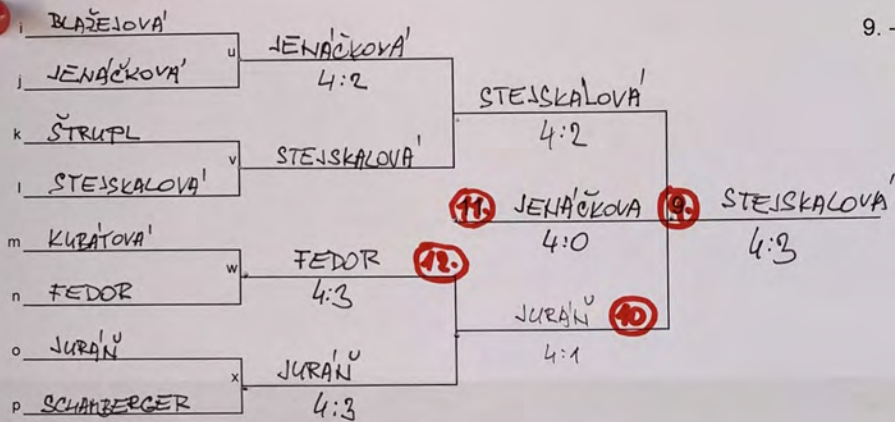 i BLAŽEJOVÁ
u JENÁČKOVÁ
9. -
j JENÁČKOVÁ
4:2
STEJSKALOVÁ
k ŠTRUPL
4:2
v STEJSKALOVÁ
l STEJSKALOVÁ
11. JENÁČKOVA 9. STEJSKALOVÁ
m KUBÁTOVÁ
4:0
4:3
w FEDOR 12.
n FEDOR
4:3
JURÁŇ 10
o JURÁŇ
4:1
x JURÁŇ
p SCHAMBERGER
4:3